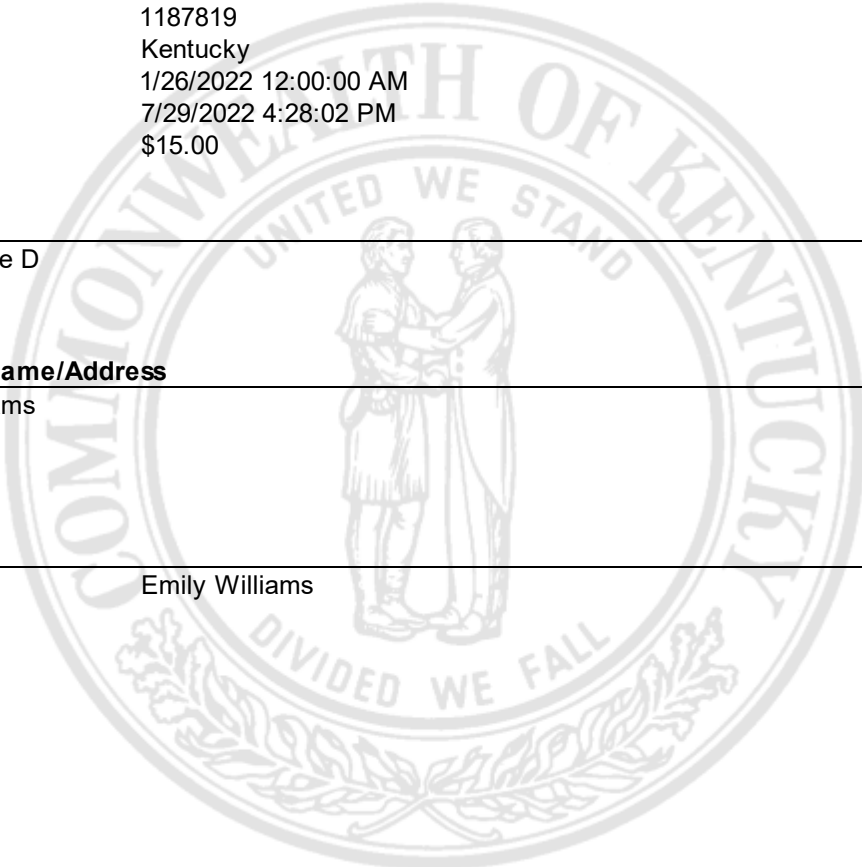 1187819
Kentucky
1/26/2022 12:00:00 AM
7/29/2022 4:28:02 PM
$15.00
e D
ame/Address
ms
Emily Williams
COMMONWEALTH OF KENTUCKY
UNITED WE STAND
DIVIDED WE FALL